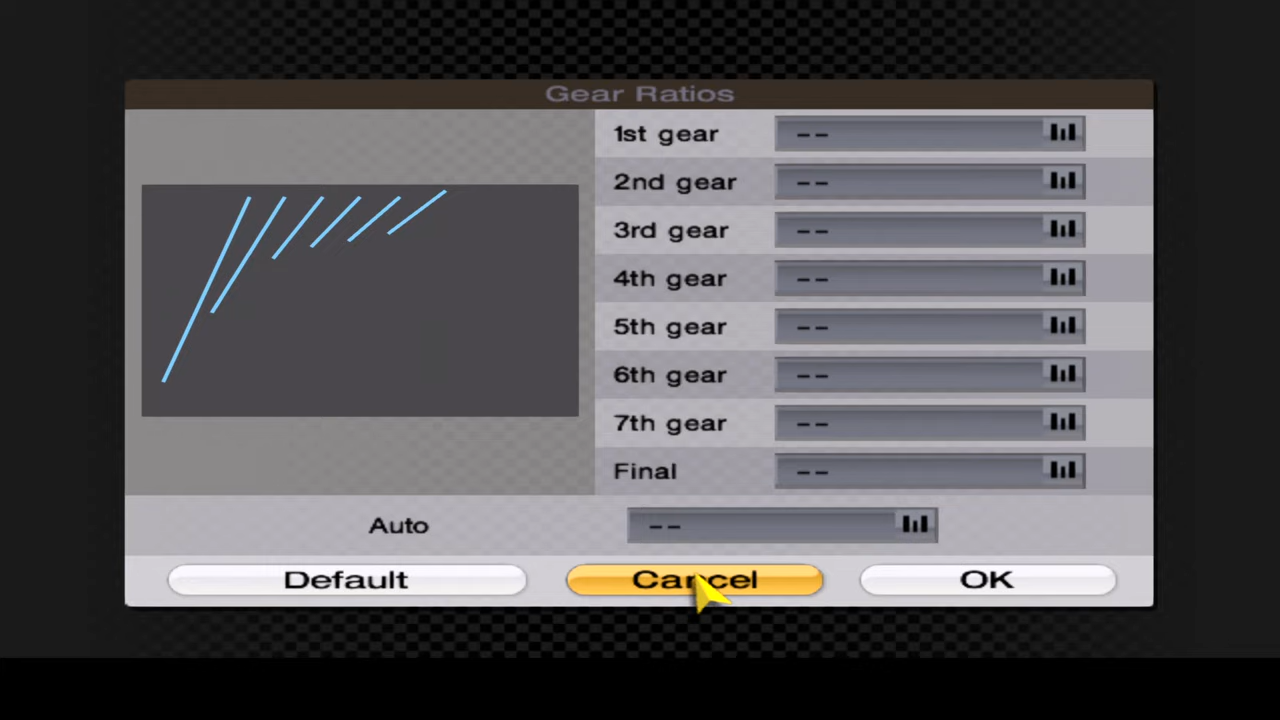 Gear Ratios
1st gear --
2nd gear --
3rd gear --
4th gear --
5th gear --
6th gear --
7th gear --
Final --
Auto --
Default Cancel OK